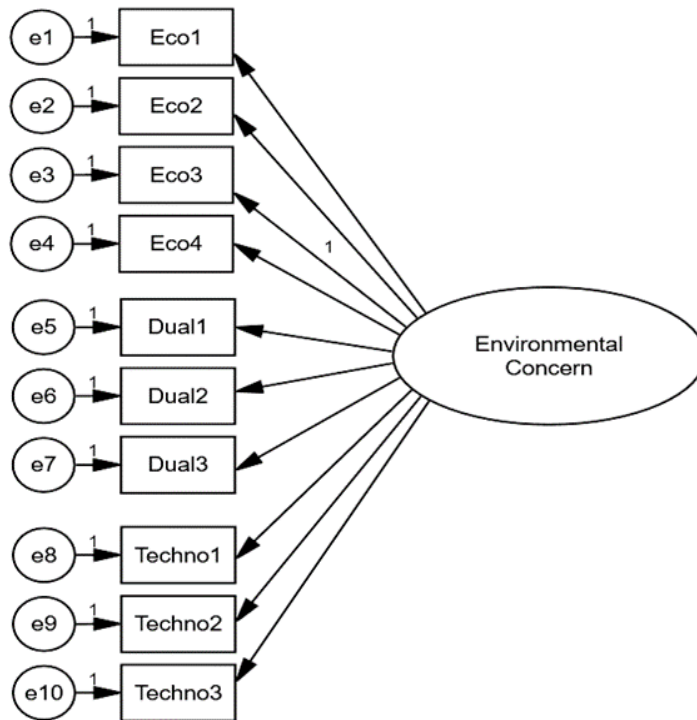 e1 1 Eco1
e2 1 Eco2
e3 1 Eco3
e4 1 Eco4
1
e5 1 Dual1
Environmental
Concern
e6 1 Dual2
e7 1 Dual3
e8 1 Techno1
e9 1 Techno2
e10 1 Techno3